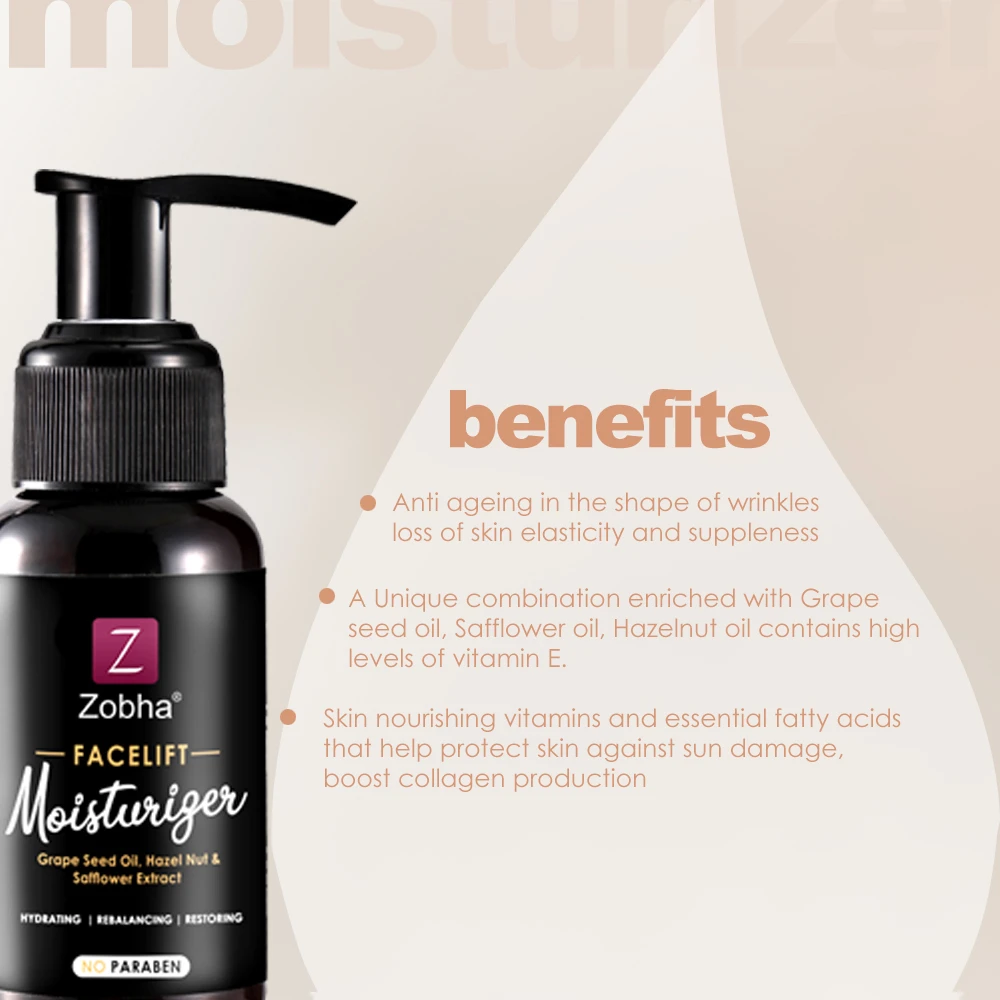 moisturizer
benefits
Anti ageing in the shape of wrinkles
loss of skin elasticity and suppleness
A Unique combination enriched with Grape
seed oil, Safflower oil, Hazelnut oil contains high
levels of vitamin E.
Skin nourishing vitamins and essential fatty acids
that help protect skin against sun damage,
boost collagen production
Z
Zobha®
FACELIFT
Moisturizer
Grape Seed Oil, Hazel Nut &
Safflower Extract
HYDRATING | REBALANCING | RESTORING
NO PARABEN